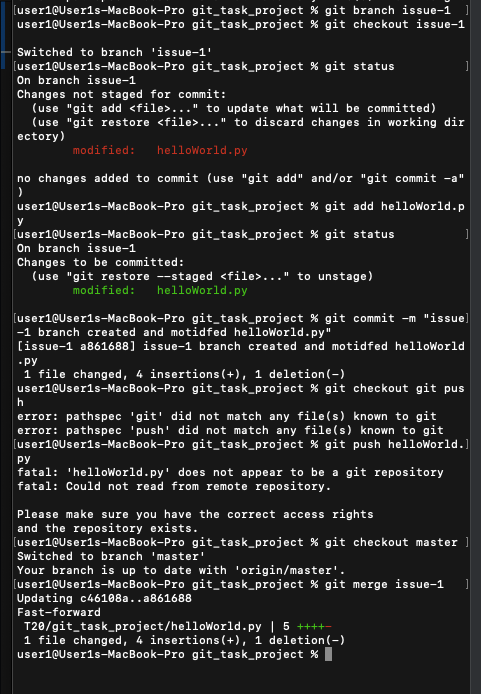 [user1@User1s-MacBook-Pro git_task_project % git branch issue-1  ]
[user1@User1s-MacBook-Pro git_task_project % git checkout issue-1
Switched to branch 'issue-1'
[user1@User1s-MacBook-Pro git_task_project % git status          ]
On branch issue-1
Changes not staged for commit:
  (use "git add <file>..." to update what will be committed)
  (use "git restore <file>..." to discard changes in working dir
ectory)
        modified:   helloWorld.py
no changes added to commit (use "git add" and/or "git commit -a"
)
user1@User1s-MacBook-Pro git_task_project % git add helloWorld.p
y
[user1@User1s-MacBook-Pro git_task_project % git status          ]
On branch issue-1
Changes to be committed:
  (use "git restore --staged <file>..." to unstage)
        modified:   helloWorld.py
[user1@User1s-MacBook-Pro git_task_project % git commit -m "issue]
-1 branch created and motidfed helloWorld.py"
[issue-1 a861688] issue-1 branch created and motidfed helloWorld
.py
 1 file changed, 4 insertions(+), 1 deletion(-)
user1@User1s-MacBook-Pro git_task_project % git checkout git pus
h
error: pathspec 'git' did not match any file(s) known to git
error: pathspec 'push' did not match any file(s) known to git
[user1@User1s-MacBook-Pro git_task_project % git push helloWorld.]
py
fatal: 'helloWorld.py' does not appear to be a git repository
fatal: Could not read from remote repository.
Please make sure you have the correct access rights
and the repository exists.
[user1@User1s-MacBook-Pro git_task_project % git checkout master ]
Switched to branch 'master'
Your branch is up to date with 'origin/master'.
[user1@User1s-MacBook-Pro git_task_project % git merge issue-1   ]
Updating c46108a..a861688
Fast-forward
 T20/git_task_project/helloWorld.py | 5 ++++-
 1 file changed, 4 insertions(+), 1 deletion(-)
user1@User1s-MacBook-Pro git_task_project %